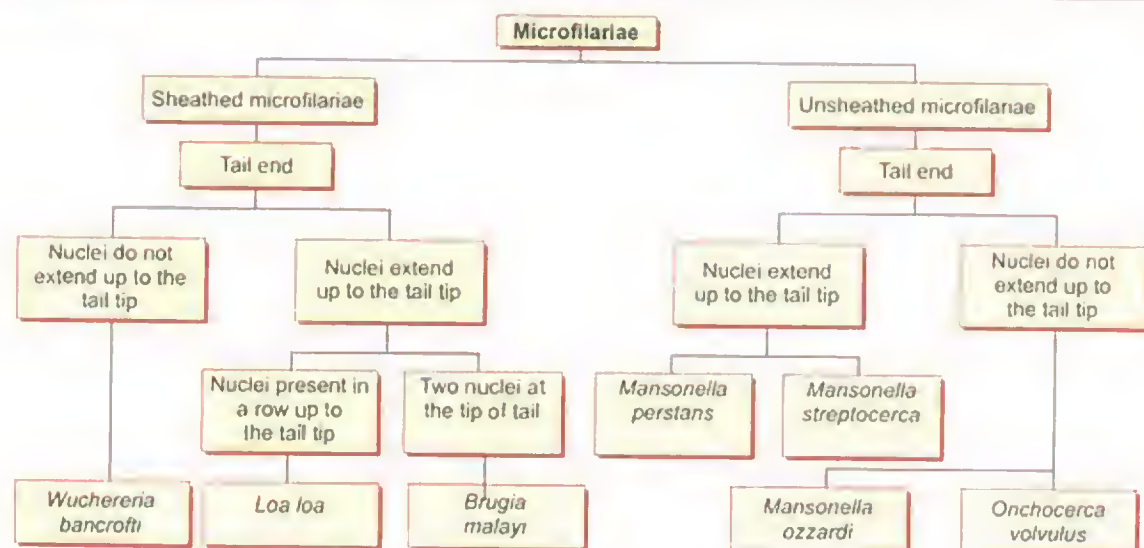 Microfilariae
Sheathed microfilariae
Unsheathed microfilariae
Tail end
Tail end
Nuclei do not
extend up to the
tail tip
Nuclei extend
up to the tail tip
Nuclei extend
up to the tail tip
Nuclei do not
extend up to
the tail tip
Nuclei present in
a row up to
the tail tip
Two nuclei at
the tip of tail
Mansonella
perstans
Mansonella
streptocerca
Wuchereria
bancrofti
Loa loa
Brugia
malayi
Mansonella
ozzardi
Onchocerca
volvulus